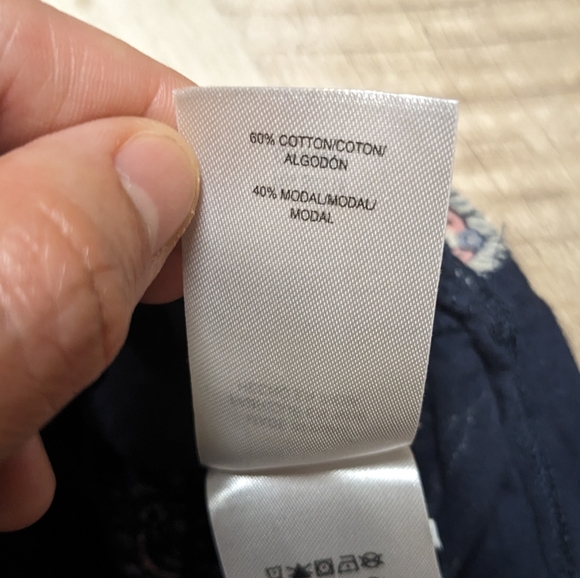 60% COTTON/COTON/
ALGODÓN
40% MODAL/MODAL/
MODAL